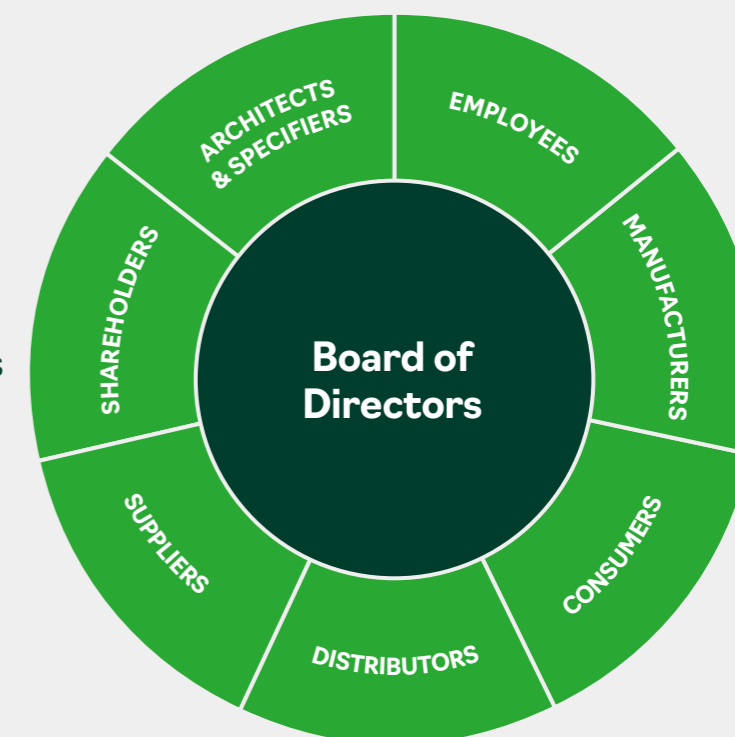 ARCHITECTS
& SPECIFIERS
EMPLOYEES
MANUFACTURERS
CONSUMERS
DISTRIBUTORS
SUPPLIERS
SHAREHOLDERS
Board of
Directors